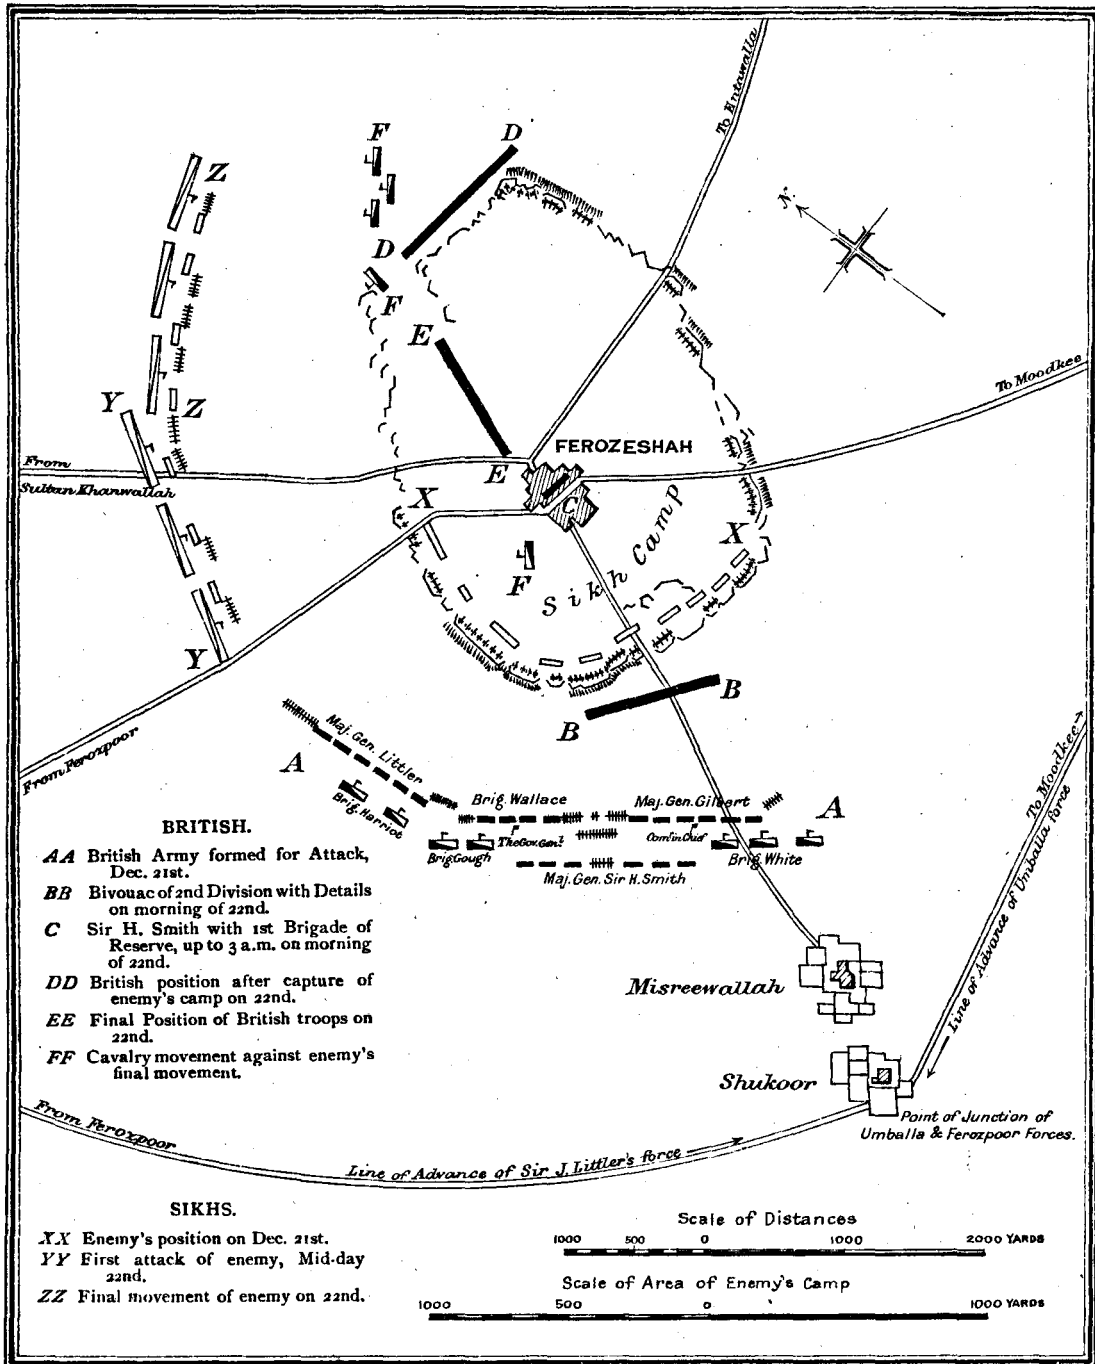 To Entawalla
F
D
Z
N.
D
F
E
To Moodkee
Y
Z
FEROZESHAH
From
Sultan Khanwallah
E
X
C
X
F
Sikh Camp
Y
B
B
From Ferozpoor
A
Maj. Gen. Littler
Brig. Harriot
Brig. Wallace
Maj. Gen. Gilbert
A
The Gov. Genl.
Com! in Chief
Brig. Gough
Brig. White
Maj. Gen. Sir H. Smith
To Moodkee
Line of Advance of Umballa force
BRITISH.
AA British Army formed for Attack,
Dec. 21st.
BB Bivouac of 2nd Division with Details
on morning of 22nd.
C Sir H. Smith with 1st Brigade of
Reserve, up to 3 a.m. on morning
of 22nd.
DD British position after capture of
enemy's camp on 22nd.
EE Final Position of British troops on
22nd.
FF Cavalry movement against enemy's
final movement.
Misreewallah
Shukoor
Point of Junction of
Umballa & Ferozpoor Forces.
From Ferozpoor
Line of Advance of Sir J. Littler's force
SIKHS.
XX Enemy's position on Dec. 21st.
YY First attack of enemy, Mid-day
22nd.
ZZ Final movement of enemy on 22nd.
Scale of Distances
1000 500 0 1000 2000 YARDS
Scale of Area of Enemy's Camp
1000 500 0 1000 YARDS